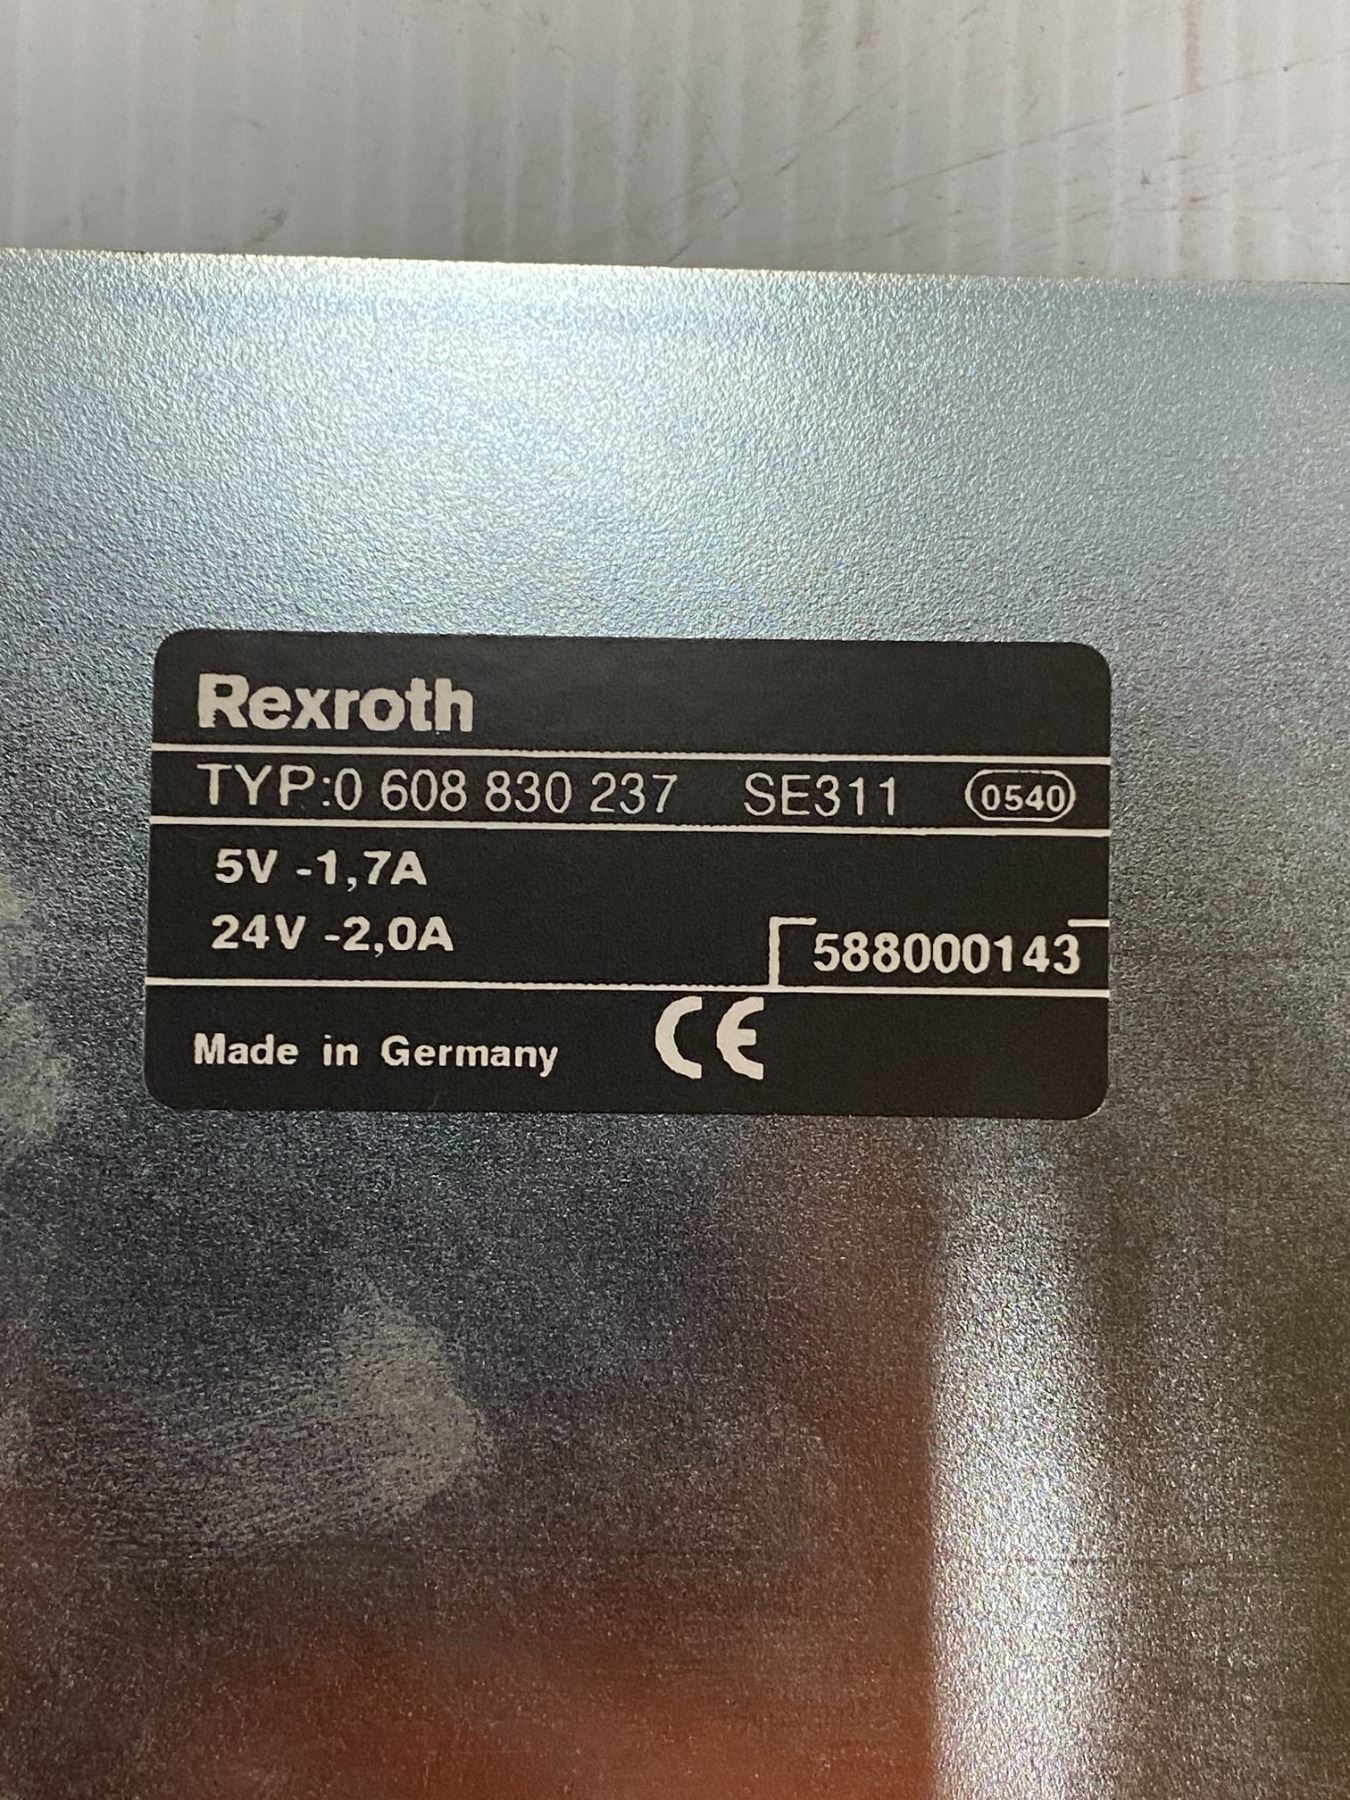 Rexroth
TYP:0 608 830 237 SE311 0540
5V -1,7A
24V -2,0A
588000143
Made in Germany CE